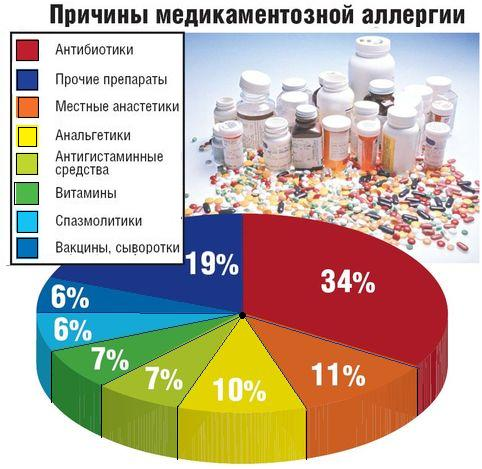 Причины медикаментозной аллергии
Антибиотики
Прочие препараты
Местные анастетики
Анальгетики
Антигистаминные
средства
Витамины
Спазмолитики
Вакцины, сыворотки
19%
34%
6%
6%
7%
7%
10%
11%